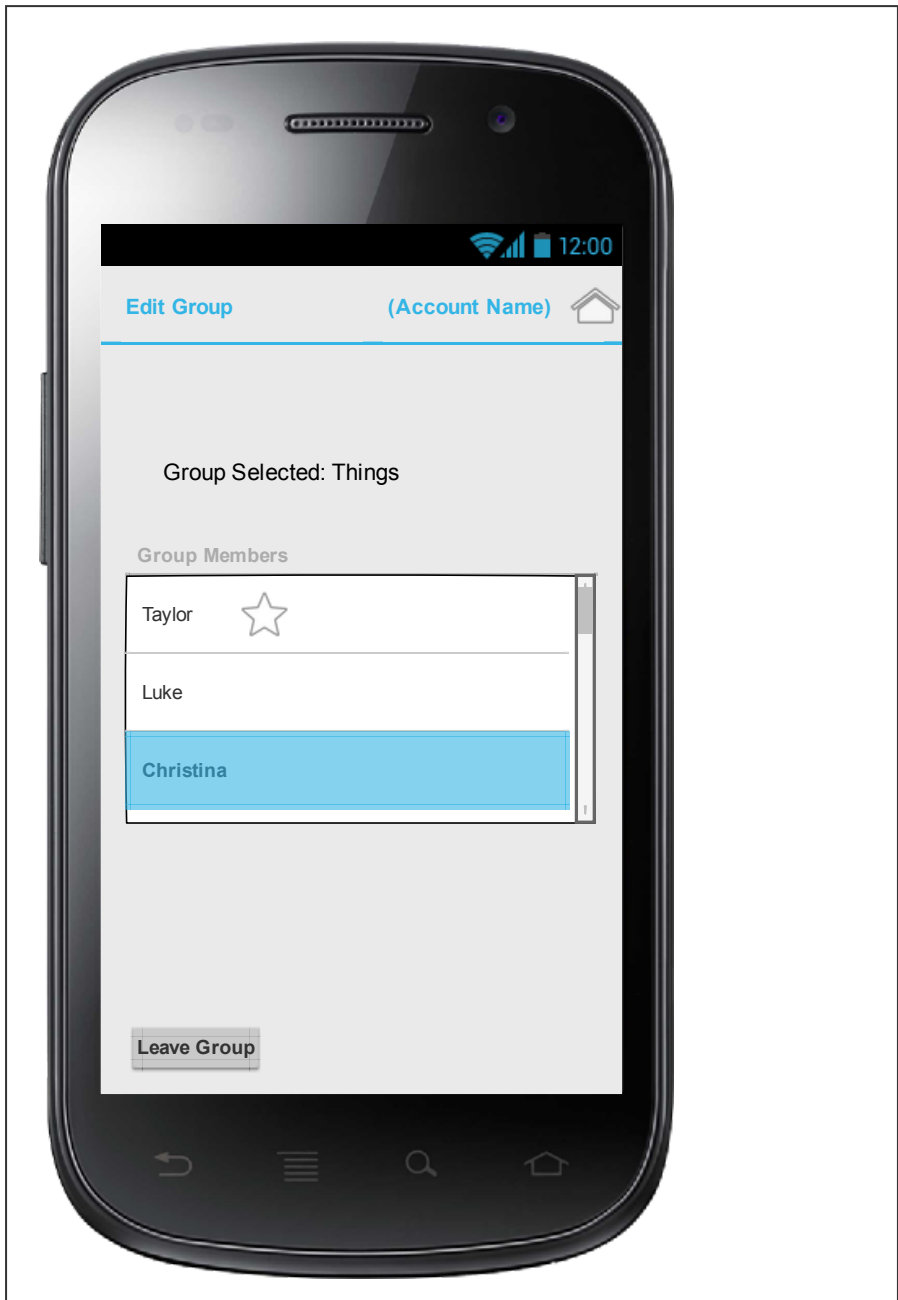 12:00
Edit Group (Account Name)
Group Selected: Things
Group Members
Taylor
Luke
Christina
Leave Group